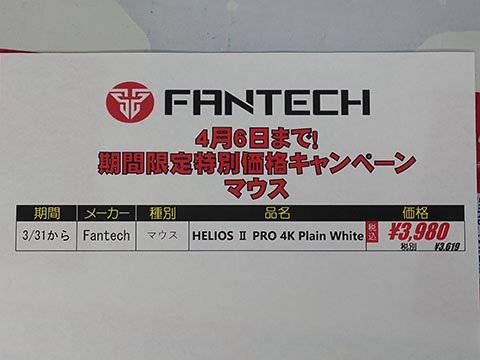 FANTECH
4月6日まで!
期間限定特別価格キャンペーン
マウス
期間 メーカー 種別 品名 価格
3/31から Fantech マウス HELIOS Ⅱ PRO 4K Plain White 税込 ¥3,980
税別 ¥3,619